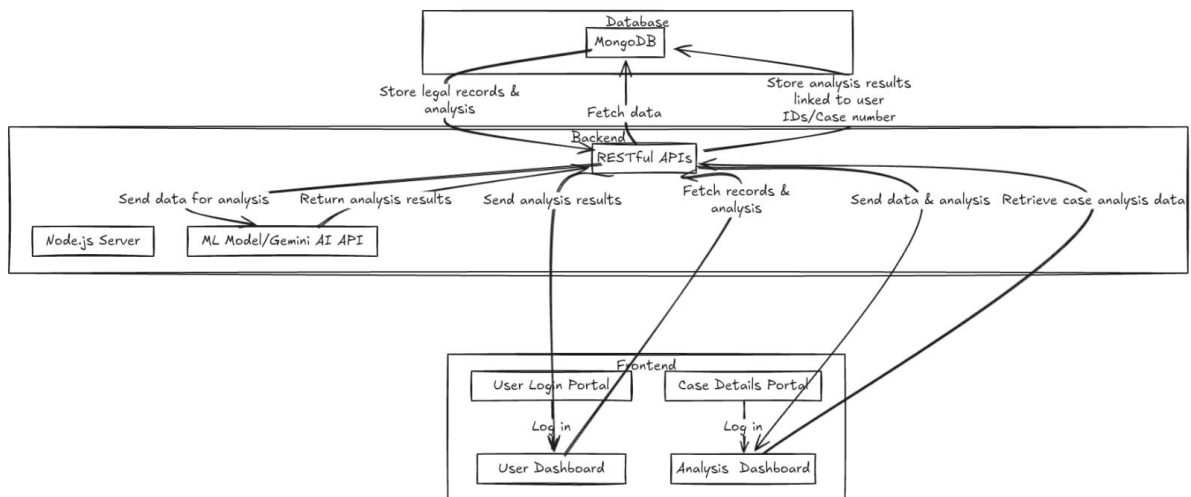 Database
MongoDB
Store legal records &
analysis
Fetch data
Store analysis results
linked to user
IDs/Case number
Backend
RESTful APIs
Send data for analysis
Return analysis results
Send analysis results
Fetch records &
analysis
Send data & analysis
Retrieve case analysis data
Node.js Server
ML Model/Gemini AI API
Frontend
User Login Portal
Case Details Portal
Log in
Log in
User Dashboard
Analysis Dashboard